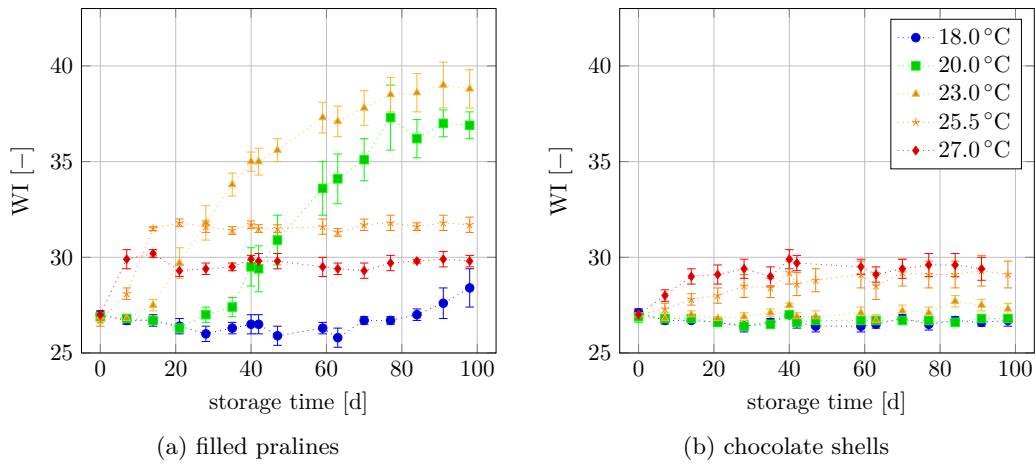 40
35
30
25
WI [−]
0
20
40
60
80
100
storage time [d]
(a) filled pralines
40
35
30
25
WI [−]
0
20
40
60
80
100
storage time [d]
(b) chocolate shells
18.0 °C
20.0 °C
23.0 °C
25.5 °C
27.0 °C